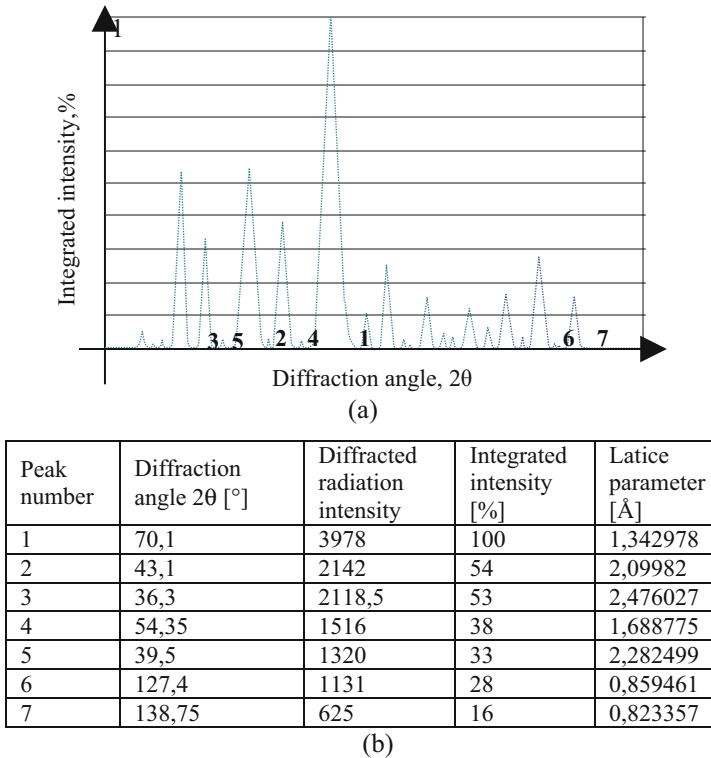 1
Integrated intensity,%
3 5 2 4 1 6 7
Diffraction angle, 2θ
(a)
Peak number | Diffraction angle 2θ [°] | Diffracted radiation intensity | Integrated intensity [%] | Latice parameter [Å]
1 | 70,1 | 3978 | 100 | 1,342978
2 | 43,1 | 2142 | 54 | 2,09982
3 | 36,3 | 2118,5 | 53 | 2,476027
4 | 54,35 | 1516 | 38 | 1,688775
5 | 39,5 | 1320 | 33 | 2,282499
6 | 127,4 | 1131 | 28 | 0,859461
7 | 138,75 | 625 | 16 | 0,823357
(b)